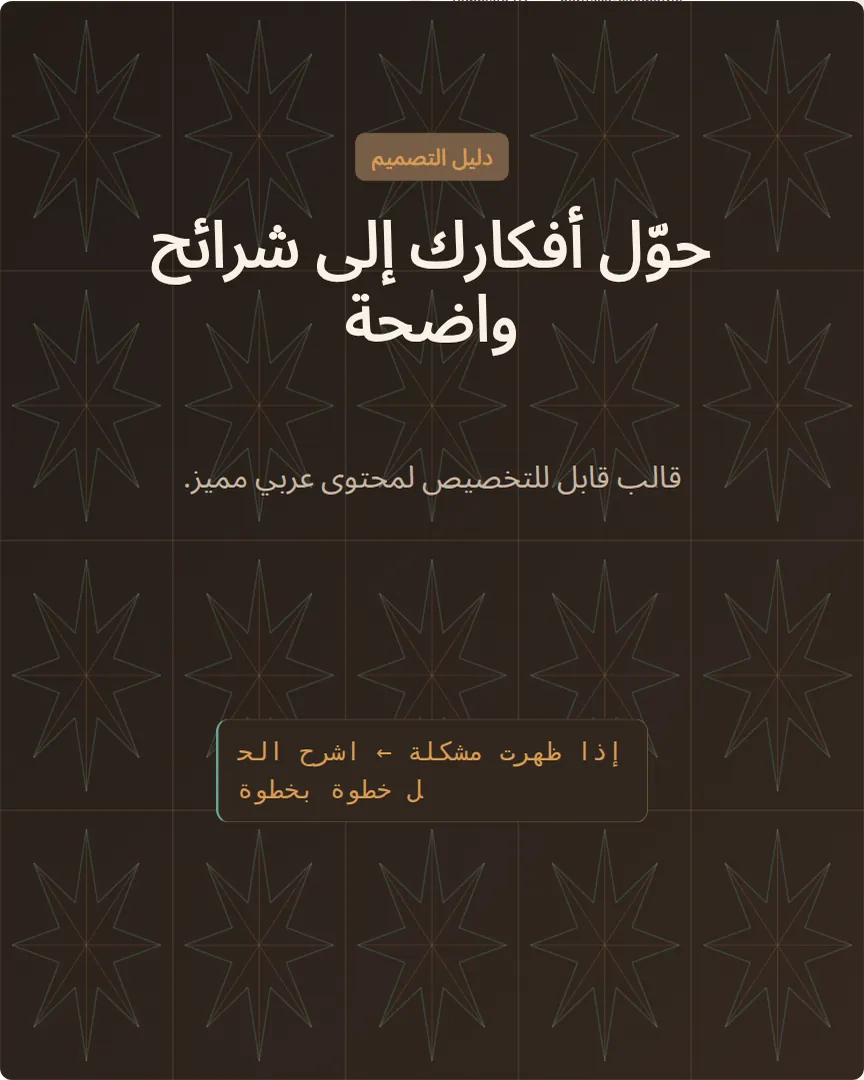 دليل التصميم
حوّل أفكارك إلى شرائح
واضحة
قالب قابل للتخصيص لمحتوى عربي مميز.
إذا ظهرت مشكلة ← اشرح الح
ل خطوة بخطوة